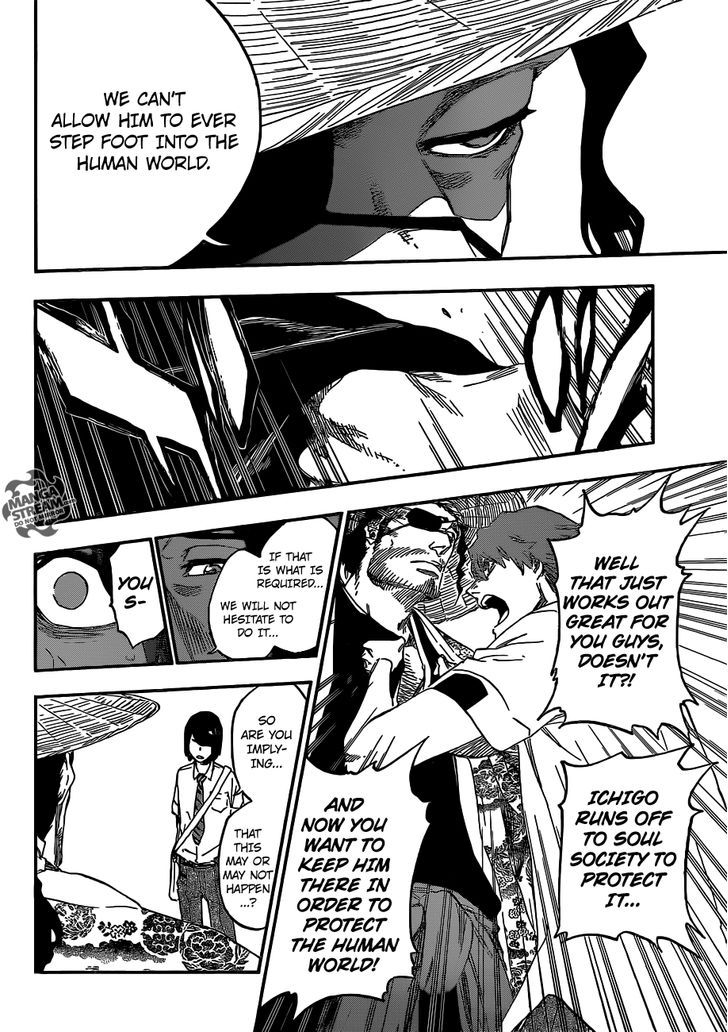 WE CAN'T
ALLOW HIM TO EVER
STEP FOOT INTO THE
HUMAN WORLD.
MANGA
STREAM
IF THAT
IS WHAT IS
REQUIRED...
WE WILL NOT
HESITATE TO
DO IT...
YOU
S-
WELL
THAT JUST
WORKS OUT
GREAT FOR
YOU GUYS,
DOESN'T
IT?!
ICHIGO
RUNS OFF
TO SOUL
SOCIETY TO
PROTECT
IT...
AND
NOW YOU
WANT TO
KEEP HIM
THERE IN
ORDER TO
PROTECT
THE HUMAN
WORLD!
SO
ARE YOU
IMPLY-
ING...
THAT
THIS
MAY OR
MAY NOT
HAPPEN
...?